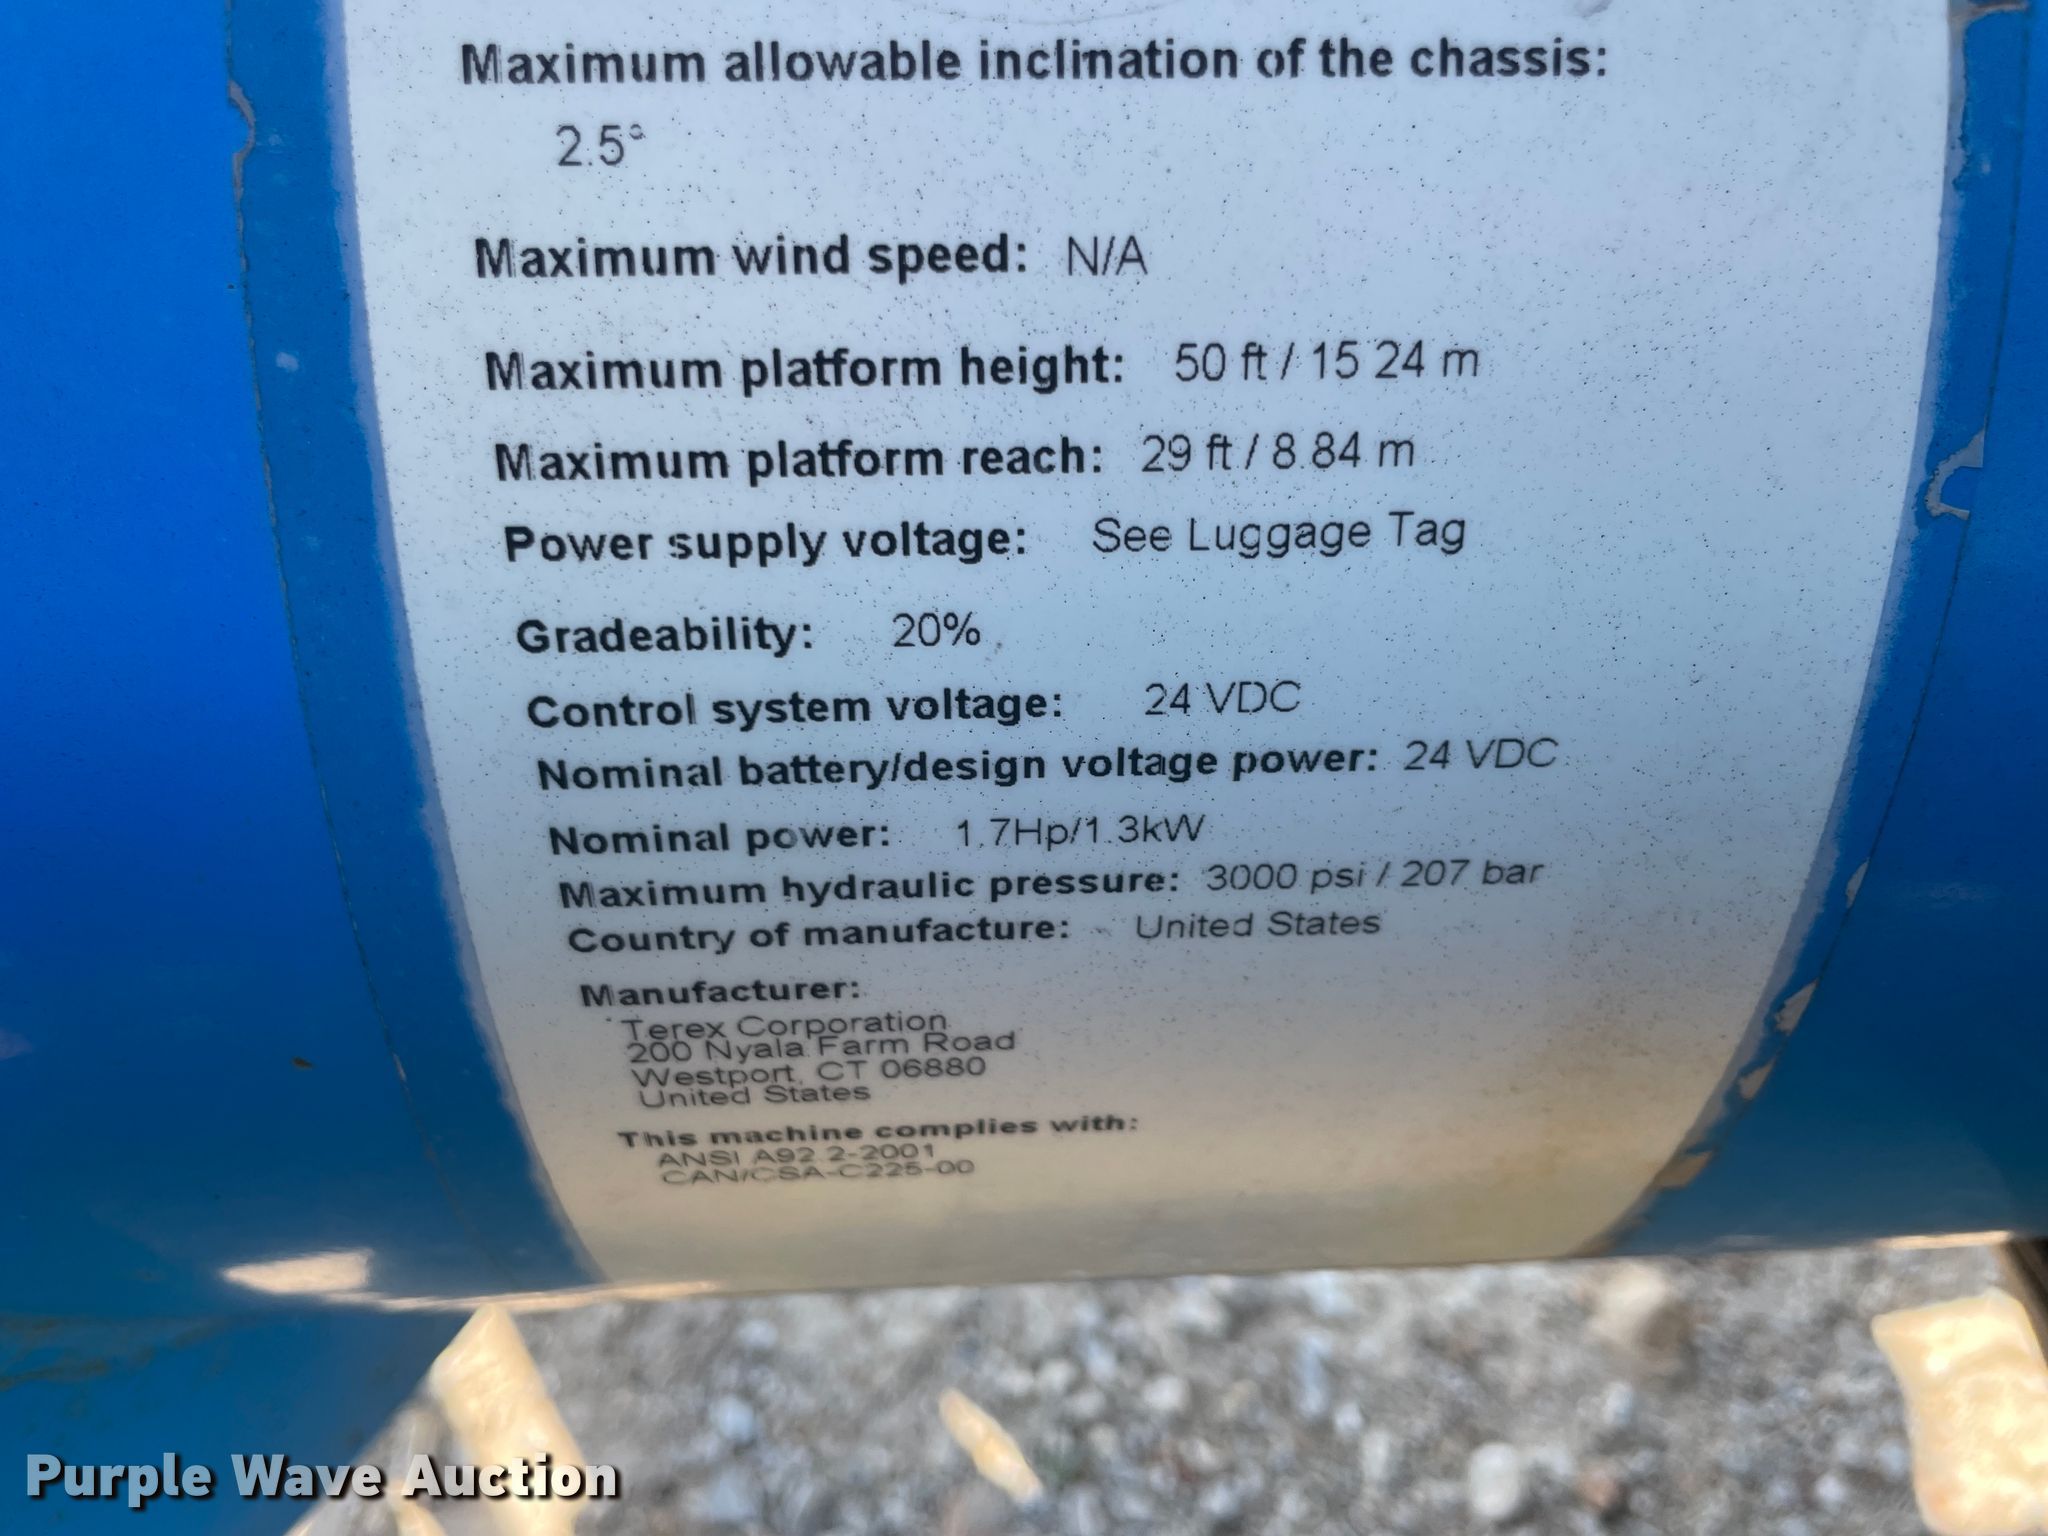 Maximum allowable inclination of the chassis:
2.5°
Maximum wind speed: N/A
Maximum platform height: 50 ft / 15 24 m
Maximum platform reach: 29 ft / 8.84 m
Power supply voltage: See Luggage Tag
Gradeability: 20%
Control system voltage: 24 VDC
Nominal battery/design voltage power: 24 VDC
Nominal power: 1.7Hp/1.3kW
Maximum hydraulic pressure: 3000 psi / 207 bar
Country of manufacture: United States
Manufacturer:
Terex Corporation
200 Nyala Farm Road
Westport, CT 06880
United States
This machine complies with:
ANSI A92.2-2001
CAN/CSA-C225-00
Purple Wave Auction